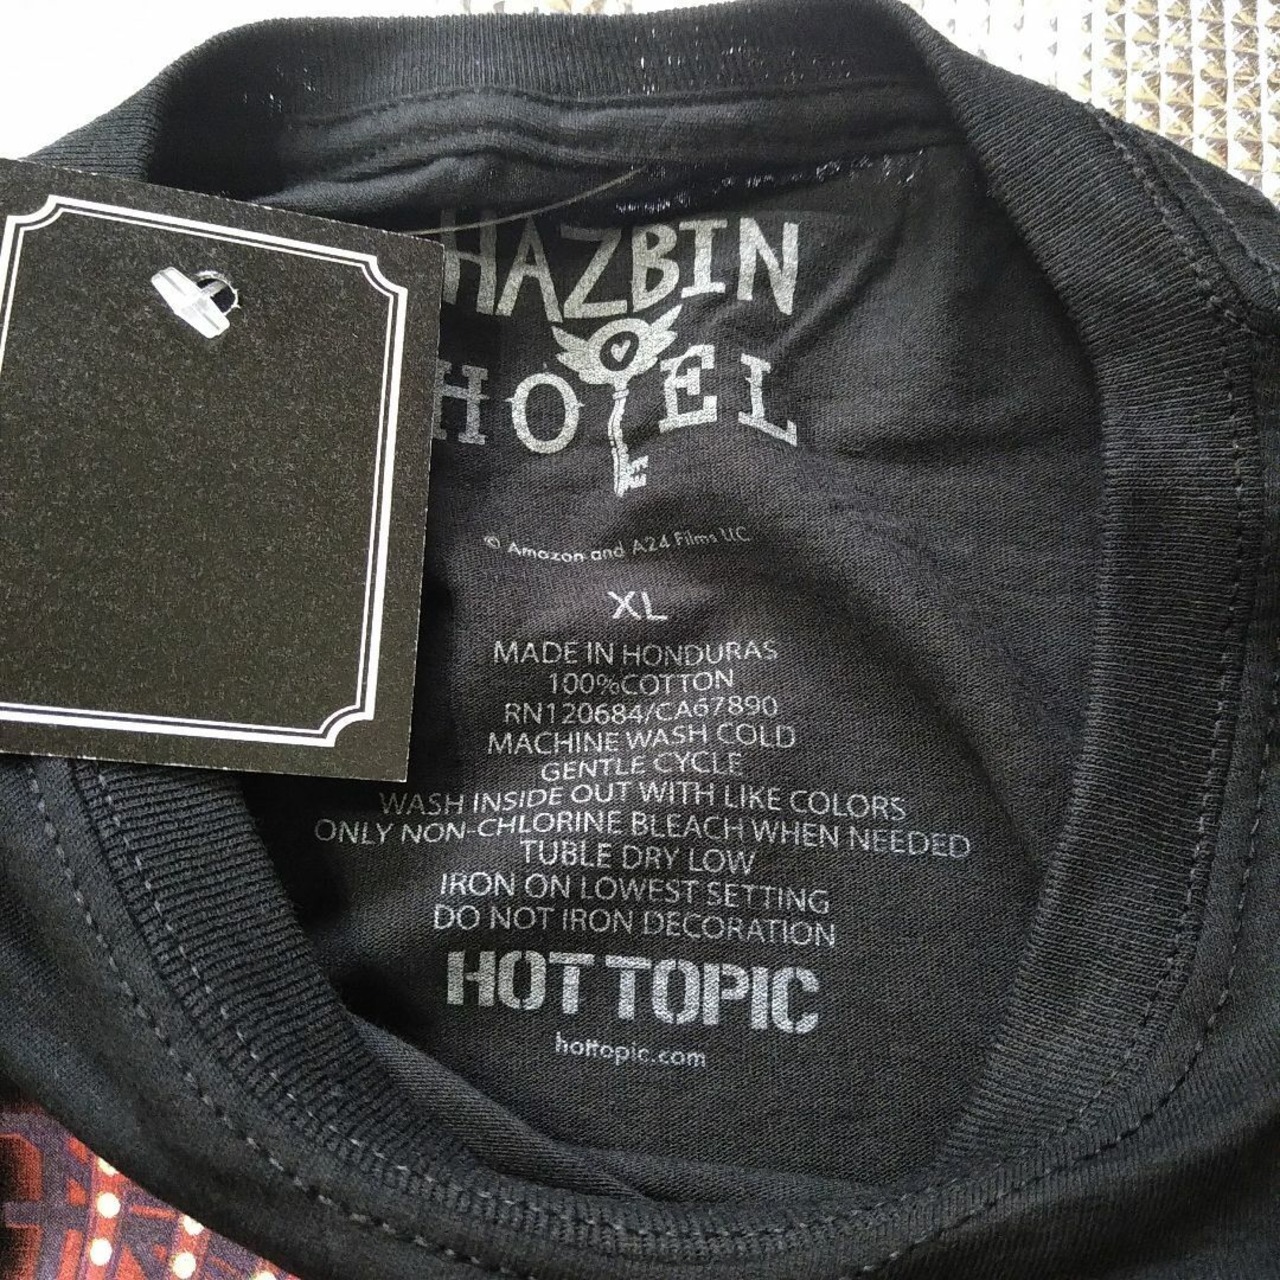 HAZBIN
HOTEL
© Amazon and A24 Films LLC
XL
MADE IN HONDURAS
100%COTTON
RN120684/CA67890
MACHINE WASH COLD
GENTLE CYCLE
WASH INSIDE OUT WITH LIKE COLORS
ONLY NON-CHLORINE BLEACH WHEN NEEDED
TUBLE DRY LOW
IRON ON LOWEST SETTING
DO NOT IRON DECORATION
HOT TOPIC
hottopic.com